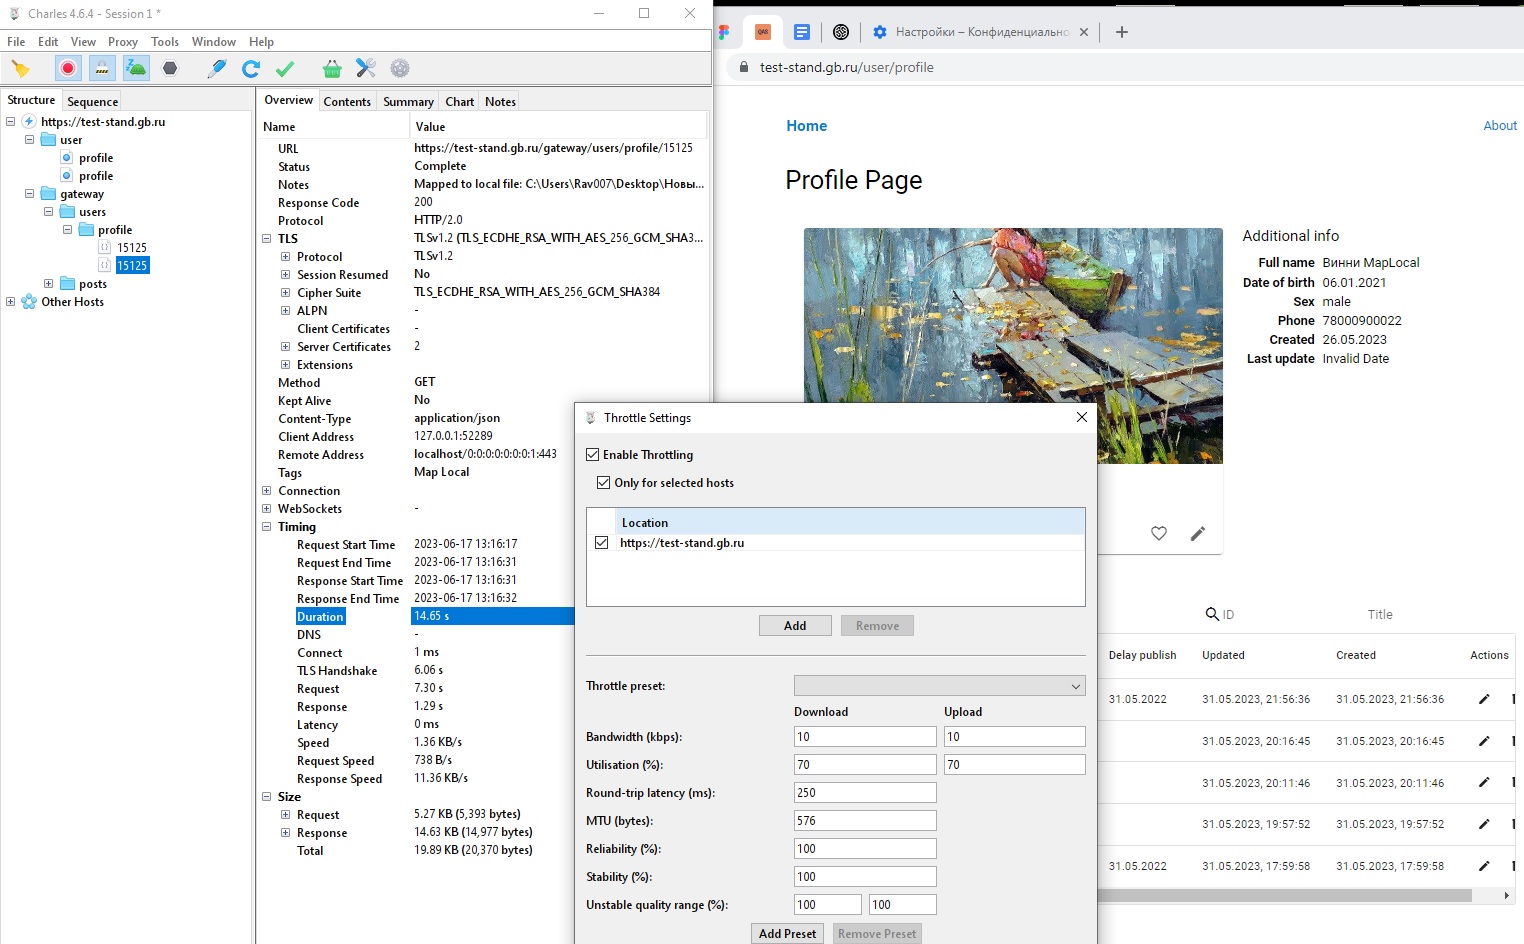 Charles 4.6.4 - Session 1 *
File Edit View Proxy Tools Window Help
Structure Sequence
https://test-stand.gb.ru
user
profile
profile
gateway
users
profile
15125
15125
posts
Other Hosts
Overview Contents Summary Chart Notes
Name Value
URL https://test-stand.gb.ru/gateway/users/profile/15125
Status Complete
Notes Mapped to local file: C:\Users\Rav007\Desktop\Новы...
Response Code 200
Protocol HTTP/2.0
TLS TLSv1.2 (TLS_ECDHE_RSA_WITH_AES_256_GCM_SHA3...
Protocol TLSv1.2
Session Resumed No
Cipher Suite TLS_ECDHE_RSA_WITH_AES_256_GCM_SHA384
ALPN -
Client Certificates -
Server Certificates 2
Extensions
Method GET
Kept Alive No
Content-Type application/json
Client Address 127.0.0.1:52289
Remote Address localhost/0:0:0:0:0:0:0:1:443
Tags Map Local
Connection
WebSockets -
Timing
Request Start Time 2023-06-17 13:16:17
Request End Time 2023-06-17 13:16:31
Response Start Time 2023-06-17 13:16:31
Response End Time 2023-06-17 13:16:32
Duration 14.65 s
DNS -
Connect 1 ms
TLS Handshake 6.06 s
Request 7.30 s
Response 1.29 s
Latency 0 ms
Speed 1.36 KB/s
Request Speed 738 B/s
Response Speed 11.36 KB/s
Size
Request 5.27 KB (5,393 bytes)
Response 14.63 KB (14,977 bytes)
Total 19.89 KB (20,370 bytes)
Throttle Settings
Enable Throttling
Only for selected hosts
Location
https://test-stand.gb.ru
Add Remove
Throttle preset:
Download Upload
Bandwidth (kbps): 10 10
Utilisation (%): 70 70
Round-trip latency (ms): 250
MTU (bytes): 576
Reliability (%): 100
Stability (%): 100
Unstable quality range (%): 100 100
Add Preset Remove Preset
QAS
Настройки – Конфиденциально
test-stand.gb.ru/user/profile
Home About
Profile Page
Additional info
Full name Винни MapLocal
Date of birth 06.01.2021
Sex male
Phone 78000900022
Created 26.05.2023
Last update Invalid Date
ID Title
Delay publish Updated Created Actions
31.05.2022 31.05.2023, 21:56:36 31.05.2023, 21:56:36
31.05.2023, 20:16:45 31.05.2023, 20:16:45
31.05.2023, 20:11:46 31.05.2023, 20:11:46
31.05.2023, 19:57:52 31.05.2023, 19:57:52
31.05.2022 31.05.2023, 17:59:58 31.05.2023, 17:59:58